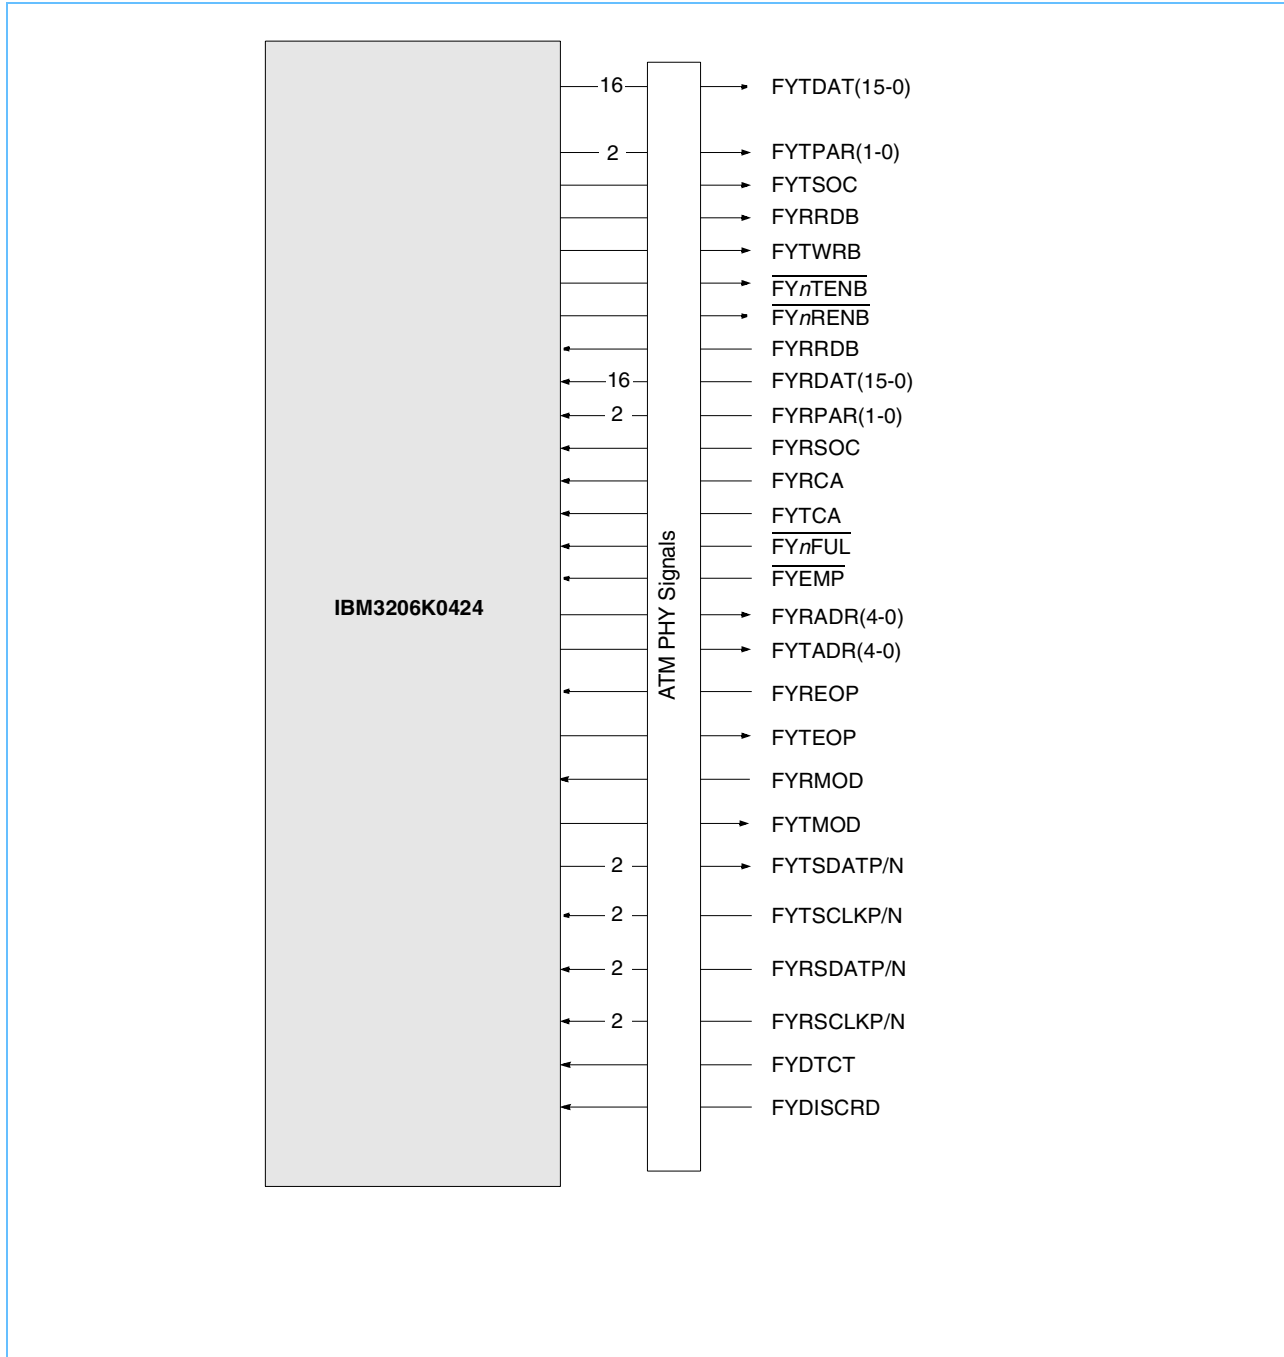 16 FYTDAT(15-0)
2 FYTPAR(1-0)
FYTSOC
FYRRDB
FYTWRB
FYnTENB
FYnRENB
FYRRDB
16 FYRDAT(15-0)
2 FYRPAR(1-0)
FYRSOC
FYRCA
FYTCA
FYnFUL
FYEMP
IBM3206K0424
ATM PHY Signals
FYRADR(4-0)
FYTADR(4-0)
FYREOP
FYTEOP
FYRMOD
FYTMOD
2 FYTSDATP/N
2 FYTSCLKP/N
2 FYRSDATP/N
2 FYRSCLKP/N
FYDTCT
FYDISCRD